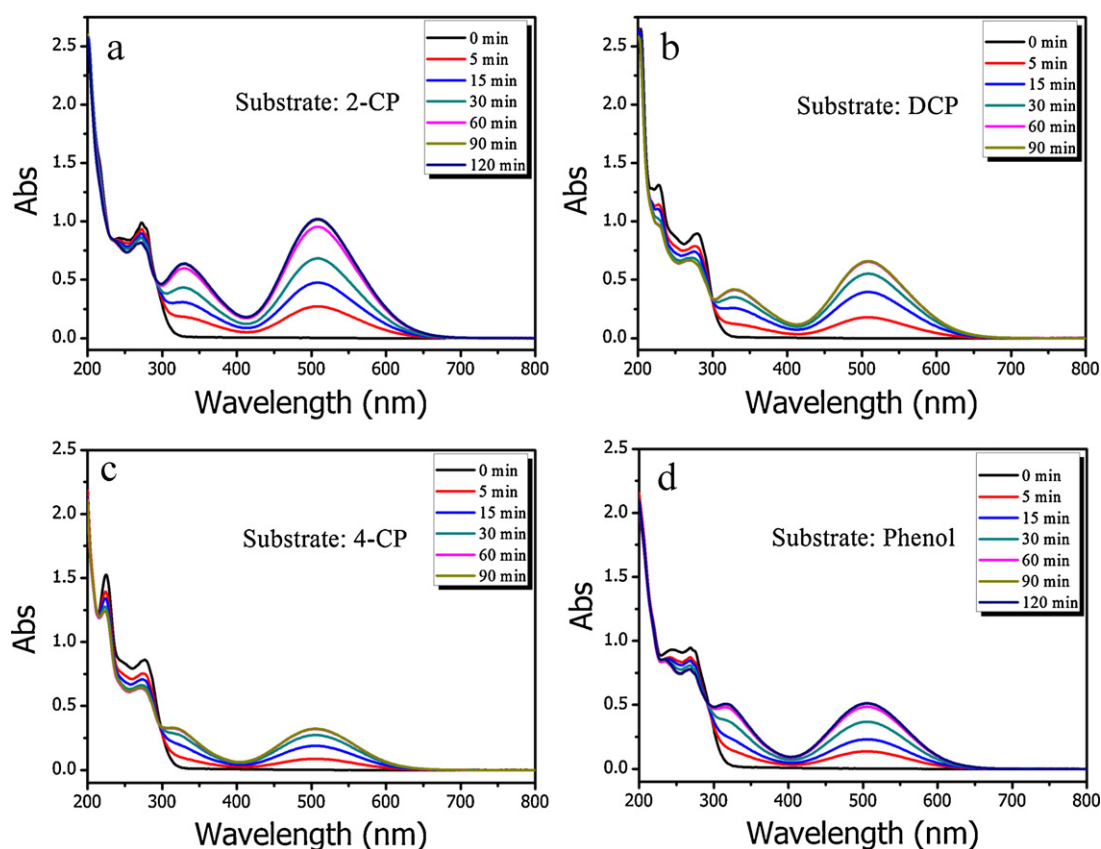 a
Substrate: 2-CP
0 min
5 min
15 min
30 min
60 min
90 min
120 min
Abs
2.5
2.0
1.5
1.0
0.5
0.0
200 300 400 500 600 700 800
Wavelength (nm)
b
Substrate: DCP
0 min
5 min
15 min
30 min
60 min
90 min
Abs
2.5
2.0
1.5
1.0
0.5
0.0
200 300 400 500 600 700 800
Wavelength (nm)
c
Substrate: 4-CP
0 min
5 min
15 min
30 min
60 min
90 min
Abs
2.5
2.0
1.5
1.0
0.5
0.0
200 300 400 500 600 700 800
Wavelength (nm)
d
Substrate: Phenol
0 min
5 min
15 min
30 min
60 min
90 min
120 min
Abs
2.5
2.0
1.5
1.0
0.5
0.0
200 300 400 500 600 700 800
Wavelength (nm)